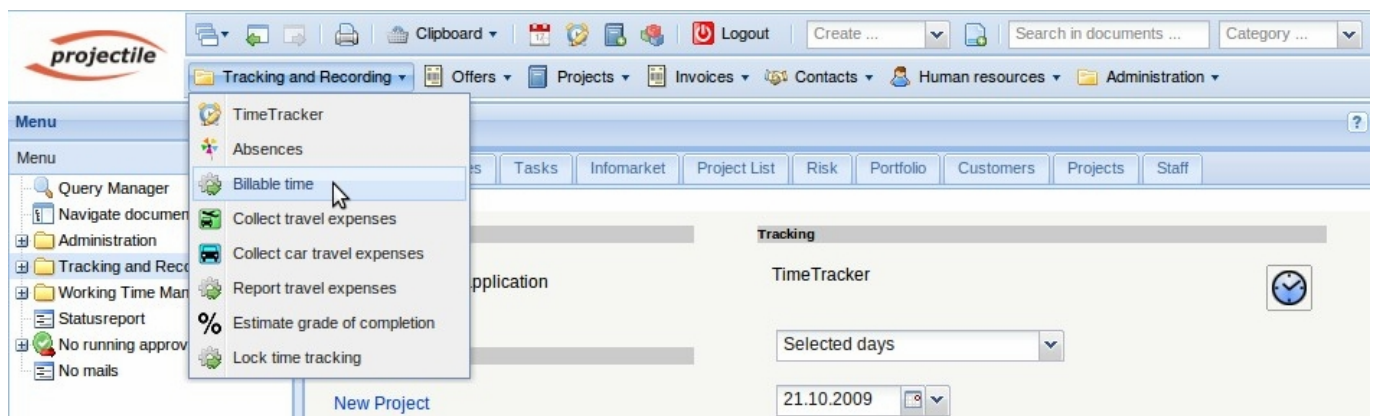 projectile
Clipboard Logout Create ... Search in documents ... Category ...
Tracking and Recording Offers Projects Invoices Contacts Human resources Administration
Menu ?
Menu
Query Manager
Navigate documen
Administration
Tracking and Reco
Working Time Man
Statusreport
No running approv
No mails
TimeTracker
Absences
Billable time
Collect travel expenses
Collect car travel expenses
Report travel expenses
% Estimate grade of completion
Lock time tracking
es Tasks Infomarket Project List Risk Portfolio Customers Projects Staff
Tracking
pplication TimeTracker
Selected days
New Project 21.10.2009